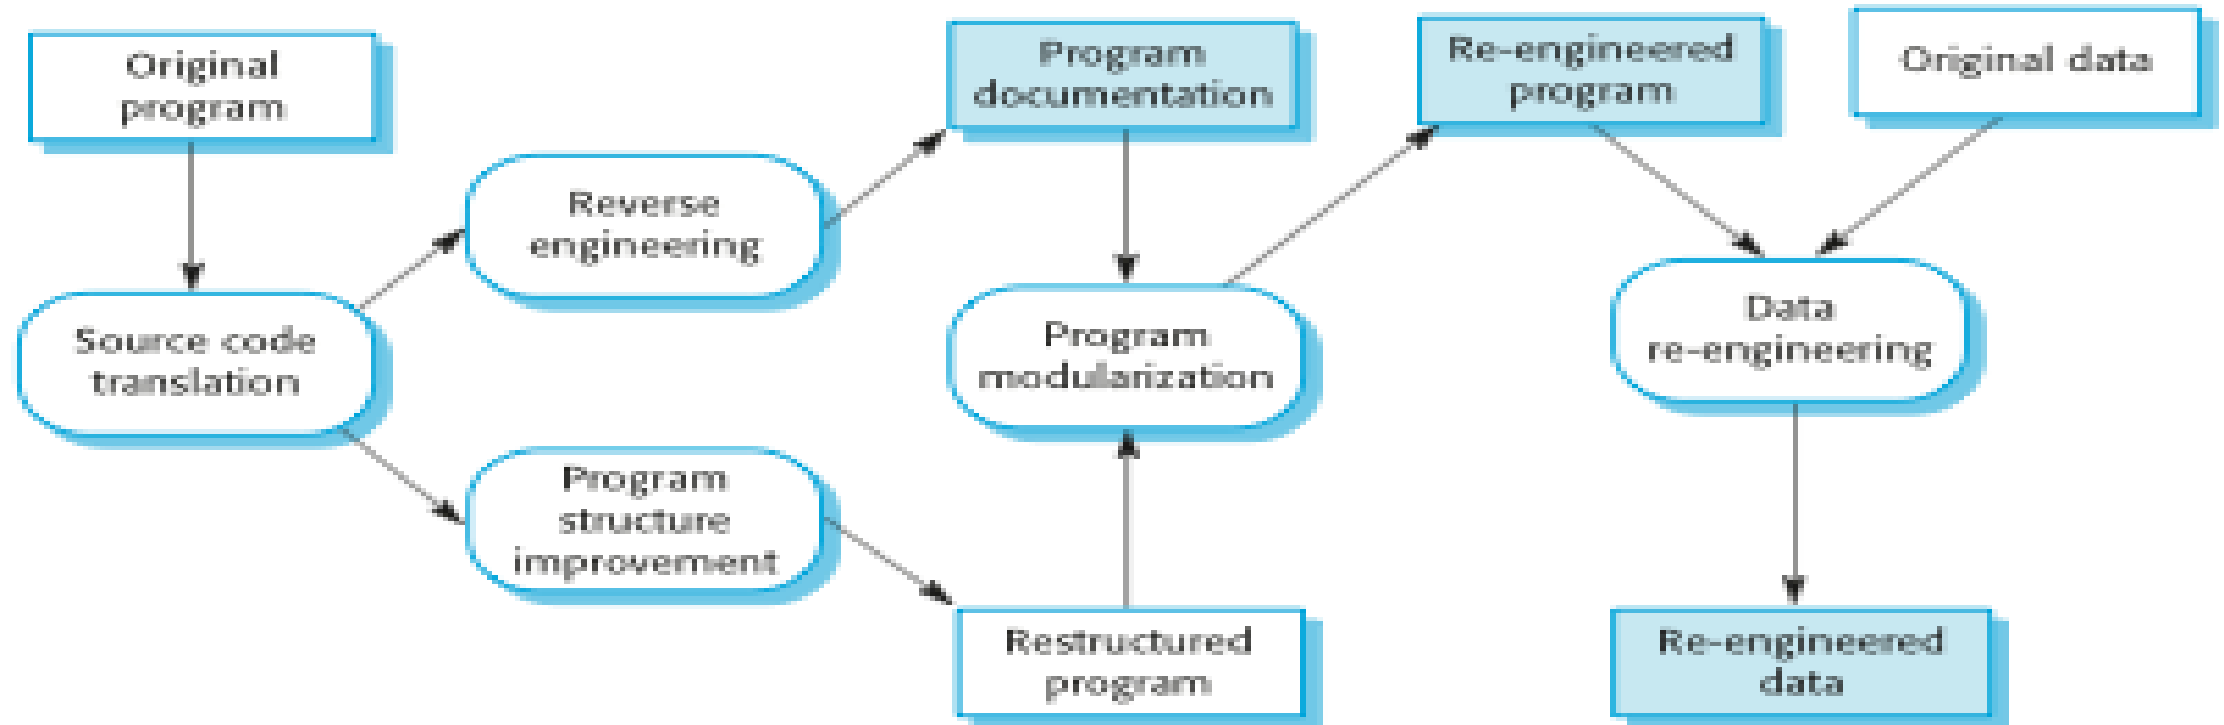 Original
program
Program
documentation
Re-engineered
program
Original data
Reverse
engineering
Source code
translation
Program
modularization
Data
re-engineering
Program
structure
improvement
Restructured
program
Re-engineered
data